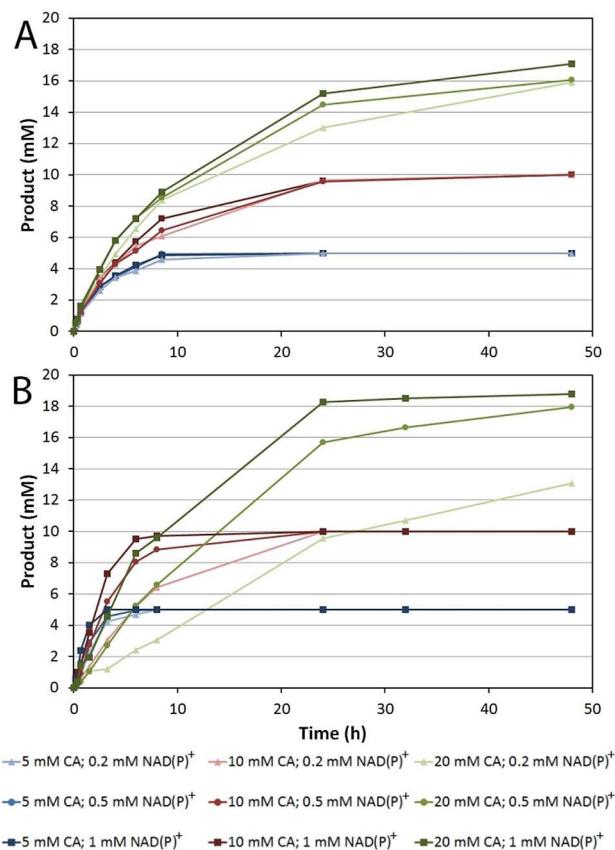 A
20
18
16
14
12
10
8
6
4
2
0
Product (mM)
0 10 20 30 40 50
B
20
18
16
14
12
10
8
6
4
2
0
Product (mM)
0 10 20 30 40 50
Time (h)
5 mM CA; 0.2 mM NAD(P)⁺ 10 mM CA; 0.2 mM NAD(P)⁺ 20 mM CA; 0.2 mM NAD(P)⁺
5 mM CA; 0.5 mM NAD(P)⁺ 10 mM CA; 0.5 mM NAD(P)⁺ 20 mM CA; 0.5 mM NAD(P)⁺
5 mM CA; 1 mM NAD(P)⁺ 10 mM CA; 1 mM NAD(P)⁺ 20 mM CA; 1 mM NAD(P)⁺